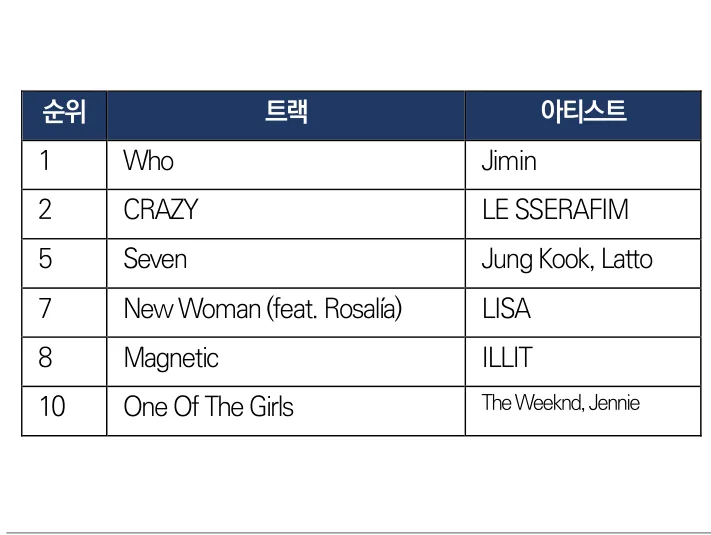 순위 트랙 아티스트
1 Who Jimin
2 CRAZY LE SSERAFIM
5 Seven Jung Kook, Latto
7 New Woman (feat. Rosalía) LISA
8 Magnetic ILLIT
10 One Of The Girls The Weeknd, Jennie